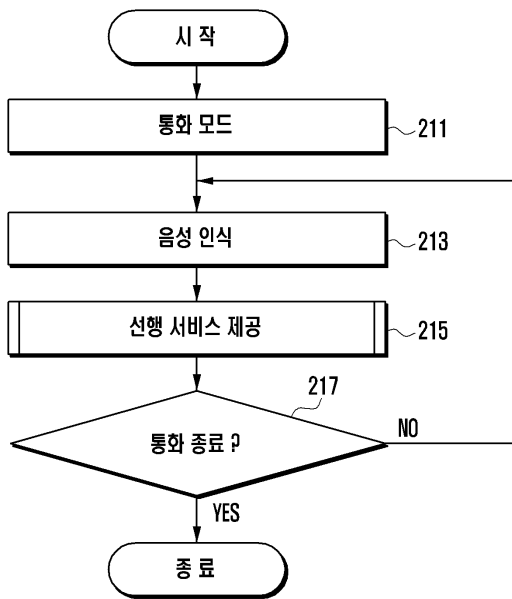 시 작
통화 모드
211
음성 인식
213
선행 서비스 제공
215
217
통화 종료 ?
NO
YES
종 료